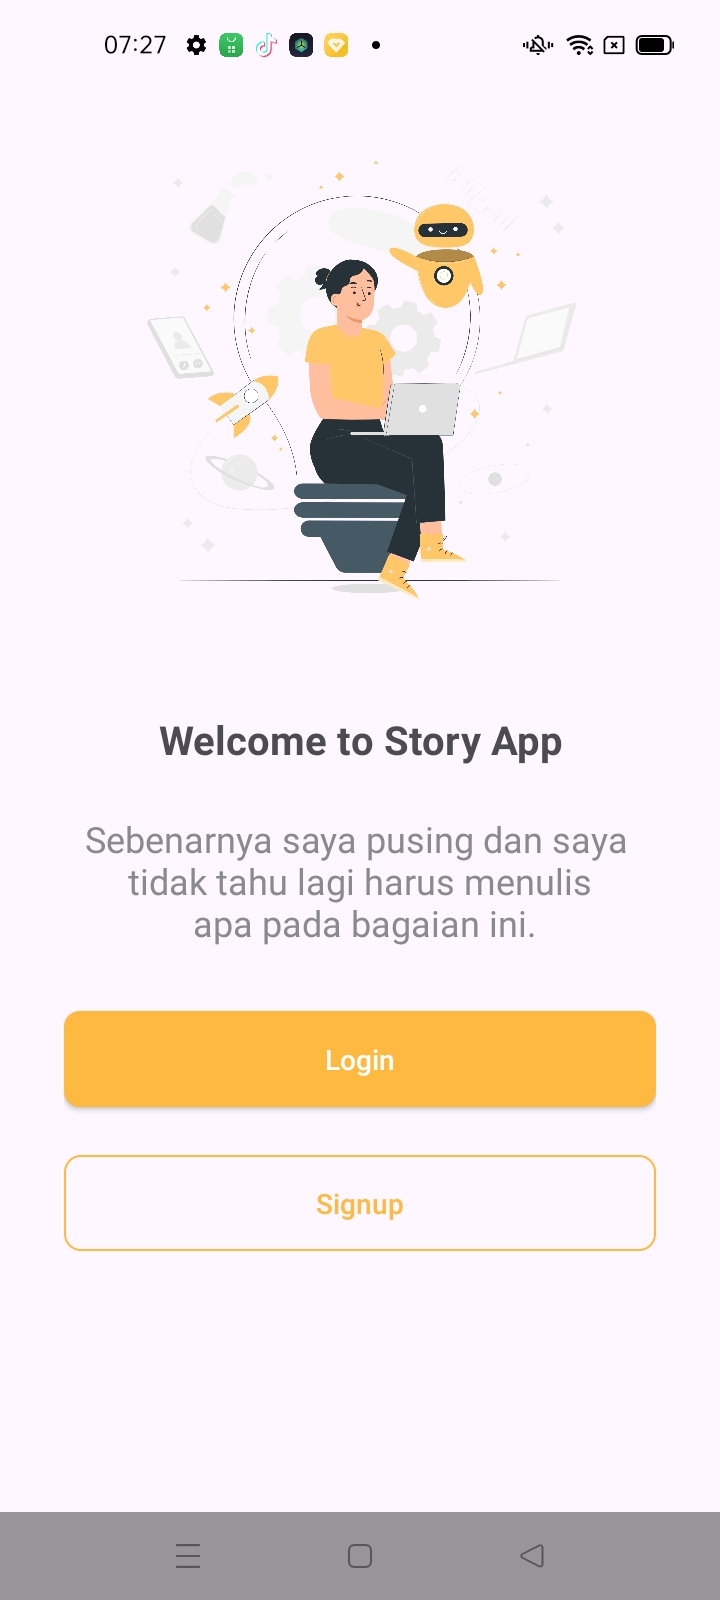 07:27
Welcome to Story App
Sebenarnya saya pusing dan saya
tidak tahu lagi harus menulis
apa pada bagaian ini.
Login
Signup